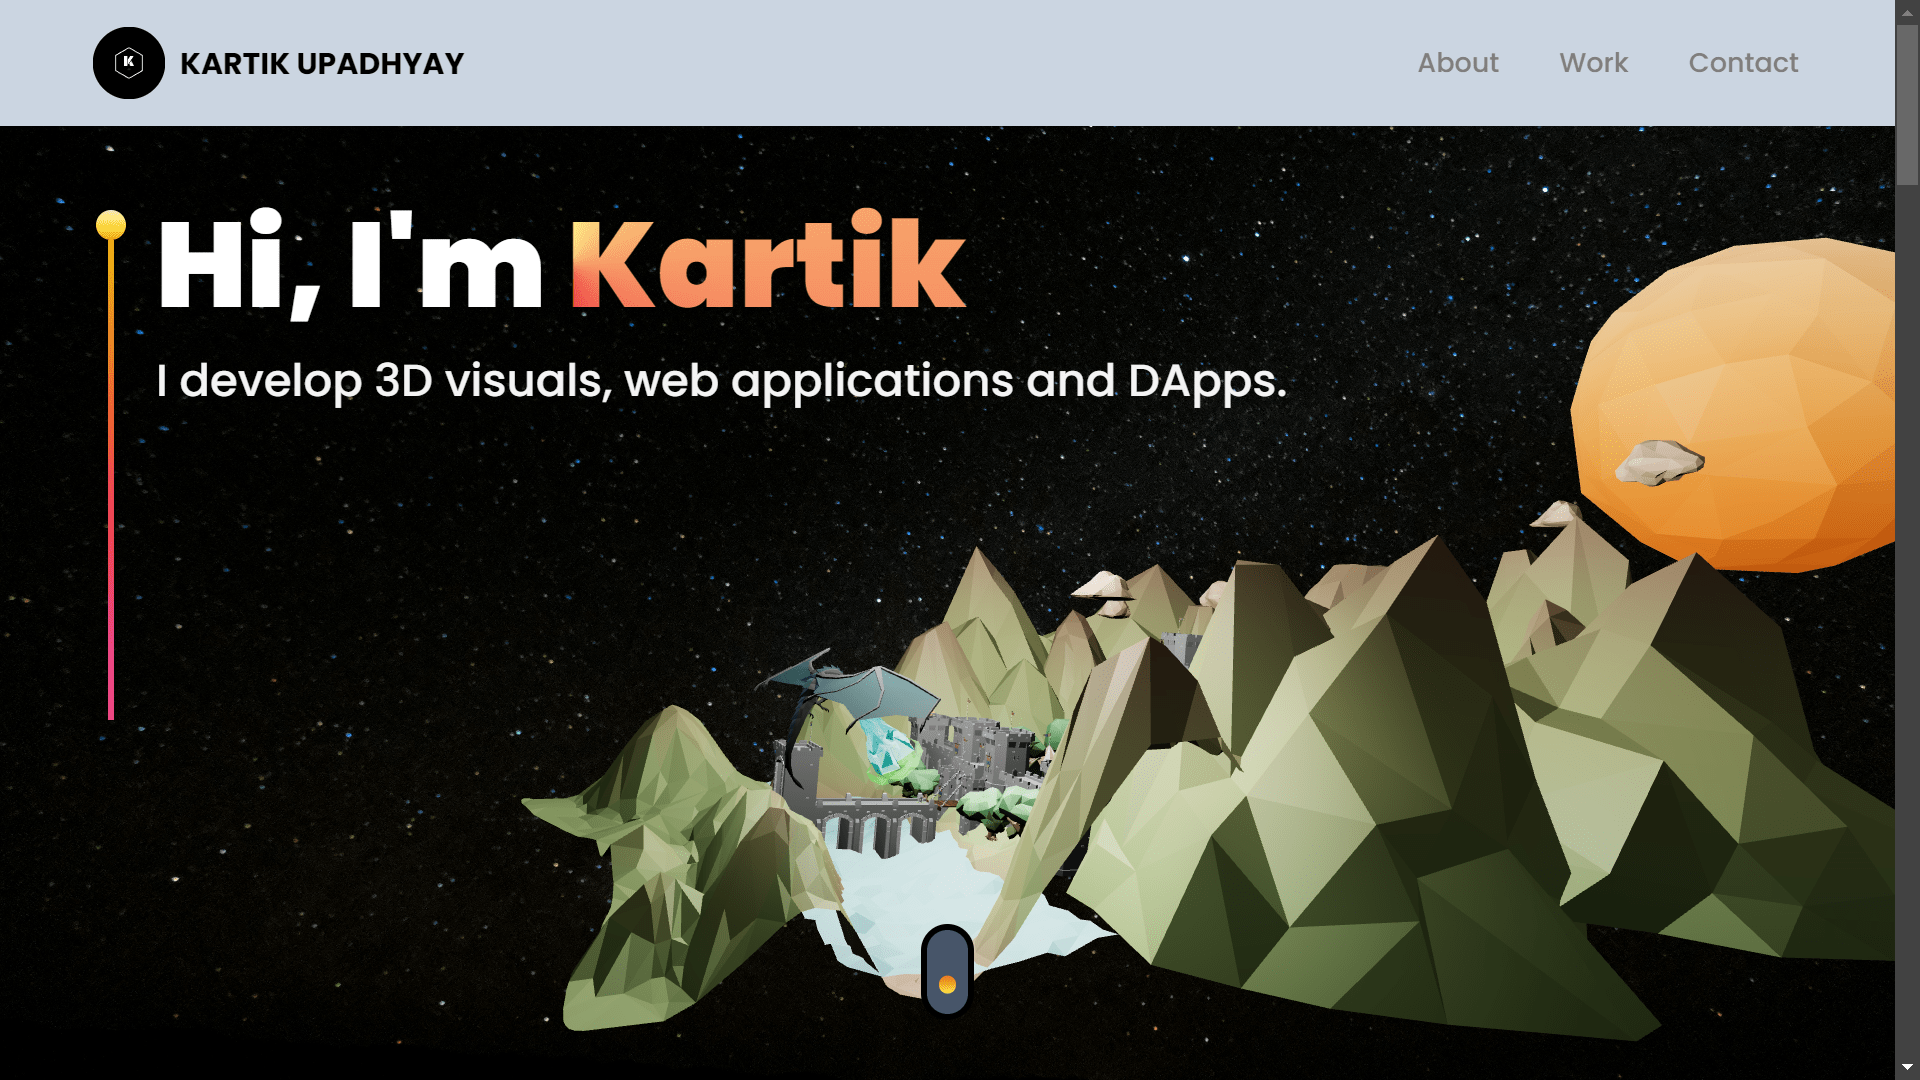 K KARTIK UPADHYAY
About Work Contact
Hi, I'm Kartik
I develop 3D visuals, web applications and DApps.